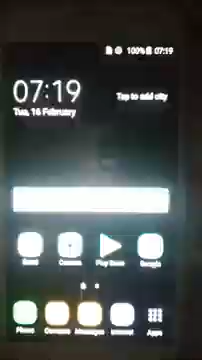 100% 07:19
07:19
Tap to add city
Tue, 16 February
Camera
Play Store
Google
Phone
Contacts
Messages
Internet
Apps